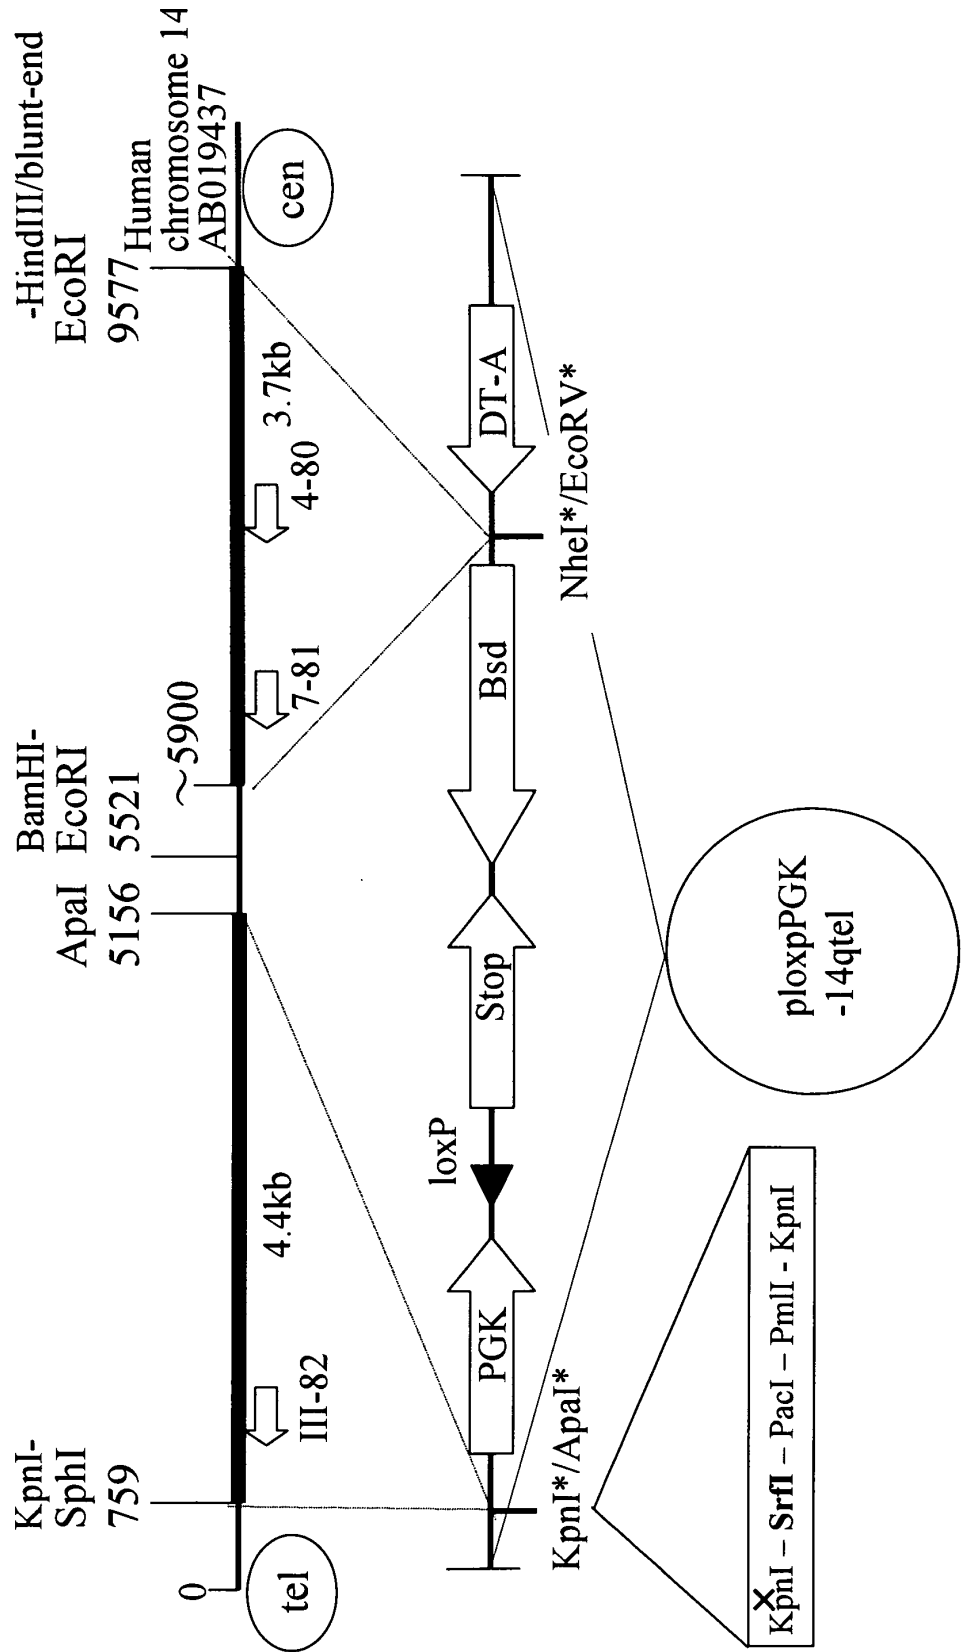 KpnI-
SphI
759
ApaI
5156
BamHI-
EcoRI
5521
~5900
-HindIII/blunt-end
EcoRI
9577
Human
chromosome 14
AB019437
0
tel
III-82
4.4kb
7-81
4-80
3.7kb
cen
PGK
loxP
Stop
Bsd
DT-A
KpnI*/ApaI*
NheI*/EcoRV*
KpnI – SrfI – PacI – PmlI - KpnI
ploxpPGK
-14qtel